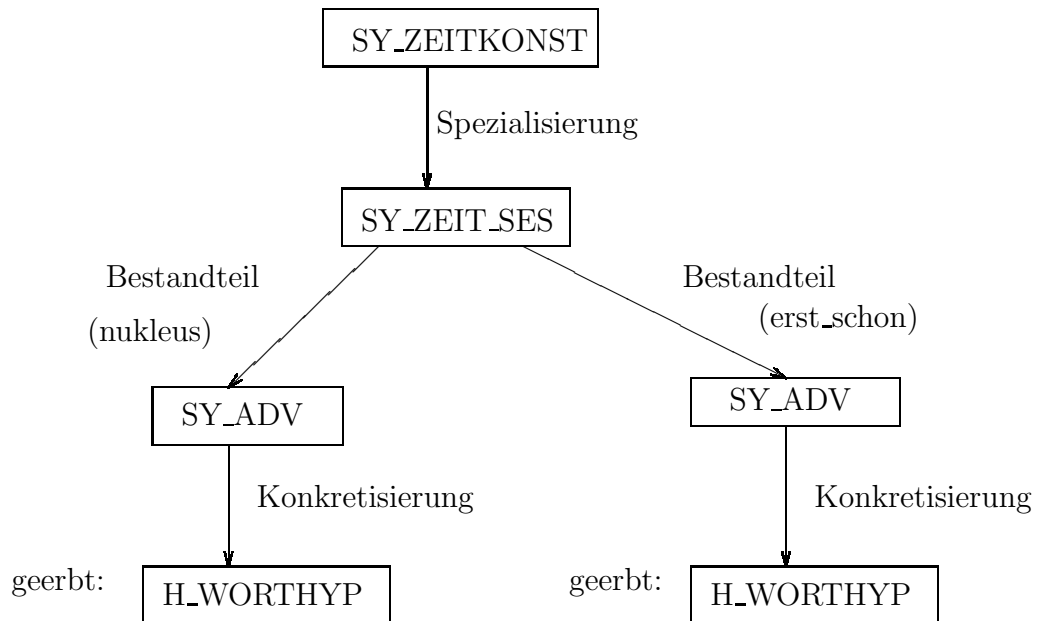 SY_ZEITKONST
Spezialisierung
SY_ZEIT_SES
Bestandteil
(nukleus)
Bestandteil
(erst_schon)
SY_ADV
SY_ADV
Konkretisierung
Konkretisierung
geerbt:
H_WORTHYP
geerbt:
H_WORTHYP